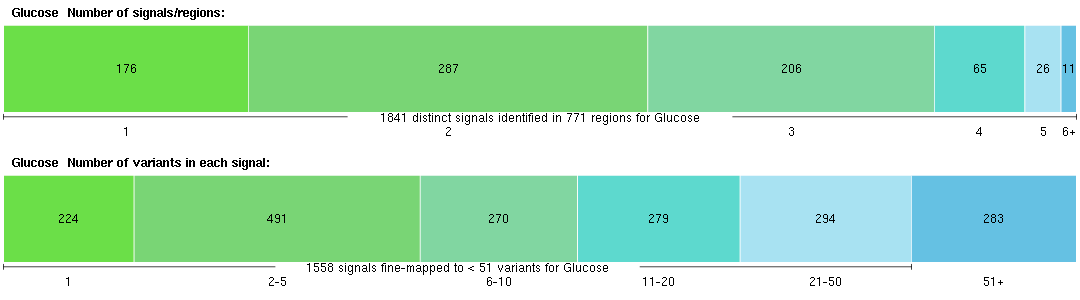 Glucose Number of signals/regions:
176 287 206 65 26 11
1841 distinct signals identified in 771 regions for Glucose
1 2 3 4 5 6+
Glucose Number of variants in each signal:
224 491 270 279 294 283
1558 signals fine-mapped to < 51 variants for Glucose
1 2-5 6-10 11-20 21-50 51+